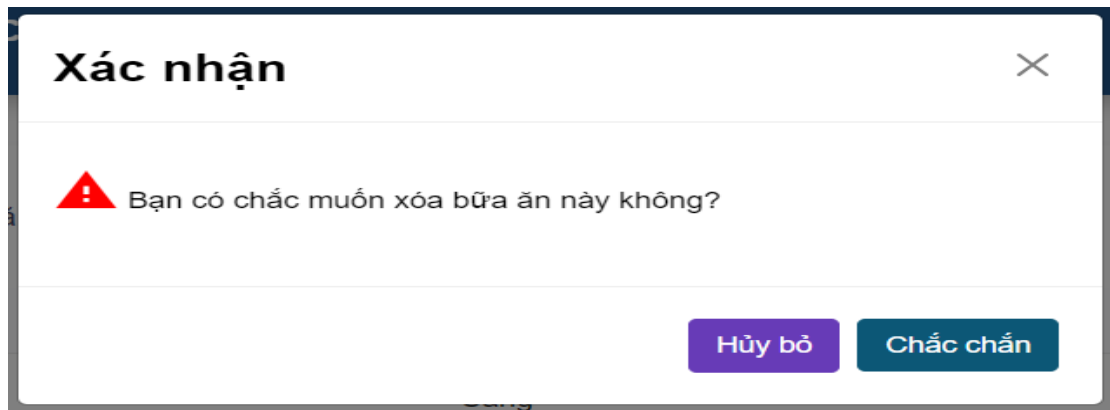 Xác nhận
Bạn có chắc muốn xóa bữa ăn này không?
Hủy bỏ
Chắc chắn